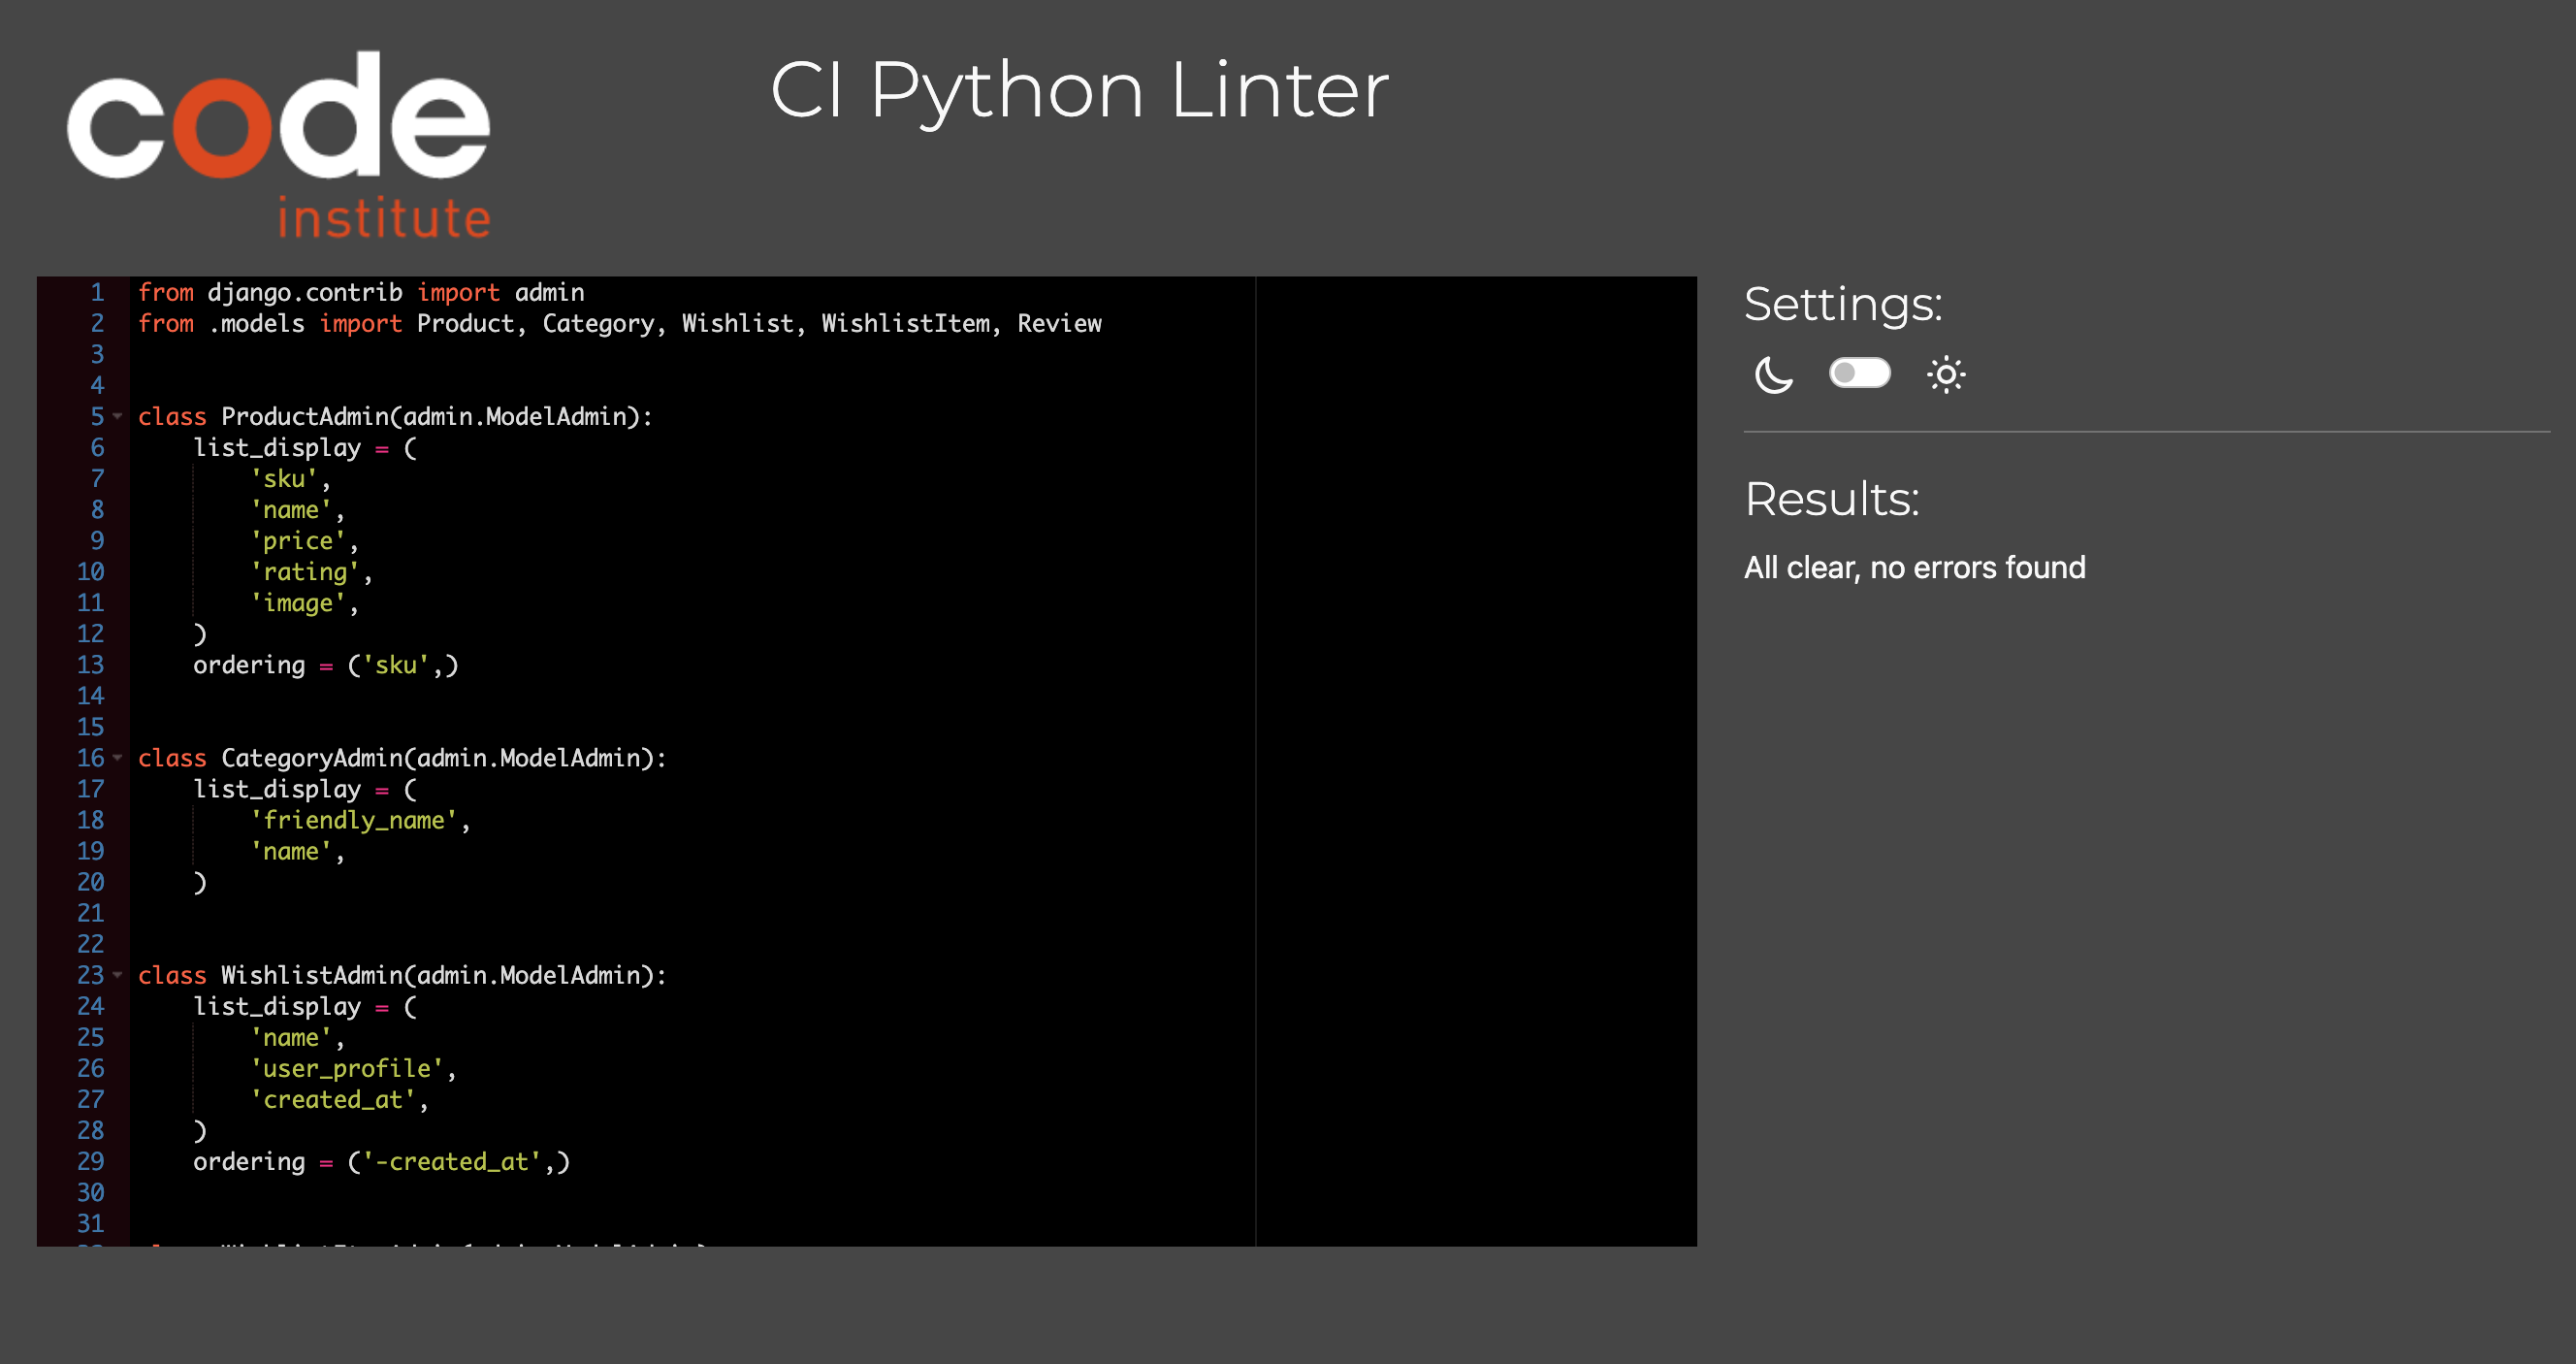 code
institute
CI Python Linter
1 from django.contrib import admin
2 from .models import Product, Category, Wishlist, WishlistItem, Review
3
4
5 class ProductAdmin(admin.ModelAdmin):
6     list_display = (
7         'sku',
8         'name',
9         'price',
10         'rating',
11         'image',
12     )
13     ordering = ('sku',)
14
15
16 class CategoryAdmin(admin.ModelAdmin):
17     list_display = (
18         'friendly_name',
19         'name',
20     )
21
22
23 class WishlistAdmin(admin.ModelAdmin):
24     list_display = (
25         'name',
26         'user_profile',
27         'created_at',
28     )
29     ordering = ('-created_at',)
30
31
Settings:
Results:
All clear, no errors found